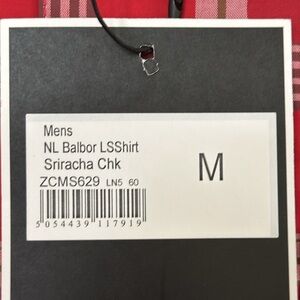 Mens
NL Balbor LSShirt
Sriracha Chk
ZCMS629 LN5 60
M
5 054439 117919